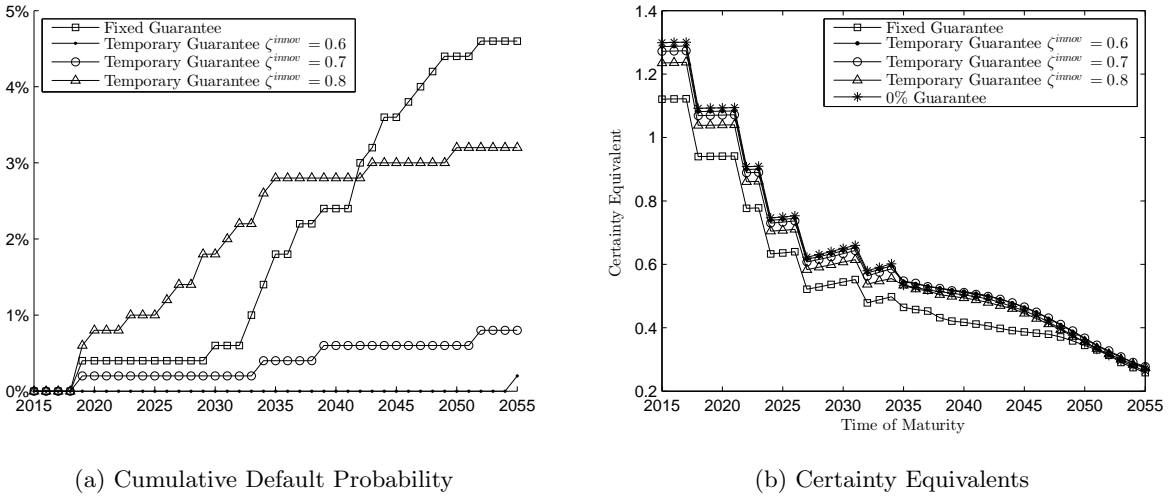 5%
4%
3%
2%
1%
0%
2015 2020 2025 2030 2035 2040 2045 2050 2055
Fixed Guarantee
Temporary Guarantee ζ^innov = 0.6
Temporary Guarantee ζ^innov = 0.7
Temporary Guarantee ζ^innov = 0.8
(a) Cumulative Default Probability
1.4
1.2
1
0.8
0.6
0.4
0.2
Certainty Equivalent
2015 2020 2025 2030 2035 2040 2045 2050 2055
Time of Maturity
Fixed Guarantee
Temporary Guarantee ζ^innov = 0.6
Temporary Guarantee ζ^innov = 0.7
Temporary Guarantee ζ^innov = 0.8
0% Guarantee
(b) Certainty Equivalents